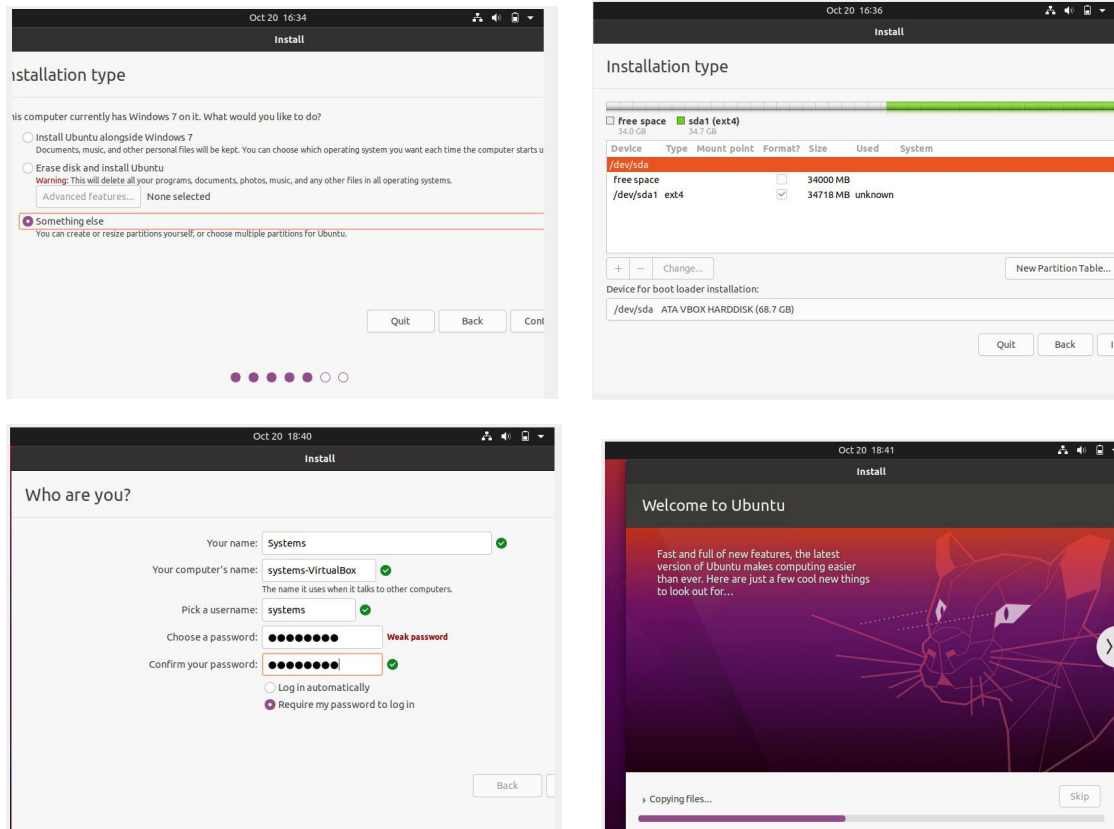 Oct 20 16:34
Install
nstallation type
his computer currently has Windows 7 on it. What would you like to do?
Install Ubuntu alongside Windows 7
Documents, music, and other personal files will be kept. You can choose which operating system you want each time the computer starts u
Erase disk and install Ubuntu
Warning: This will delete all your programs, documents, photos, music, and any other files in all operating systems.
Advanced features... None selected
Something else
You can create or resize partitions yourself, or choose multiple partitions for Ubuntu.
Quit Back Cont
Oct 20 16:36
Install
Installation type
free space sda1 (ext4)
34.0 GB 34.7 GB
Device Type Mount point Format? Size Used System
/dev/sda
free space 34000 MB
/dev/sda1 ext4 34718 MB unknown
+ − Change... New Partition Table...
Device for boot loader installation:
/dev/sda ATA VBOX HARDDISK (68.7 GB)
Quit Back I
Oct 20 18:40
Install
Who are you?
Your name: Systems
Your computer's name: systems-VirtualBox
The name it uses when it talks to other computers.
Pick a username: systems
Choose a password: ●●●●●●●● Weak password
Confirm your password: ●●●●●●●●
Log in automatically
Require my password to log in
Back
Oct 20 18:41
Install
Welcome to Ubuntu
Fast and full of new features, the latest
version of Ubuntu makes computing easier
than ever. Here are just a few cool new things
to look out for...
Copying files...
Skip